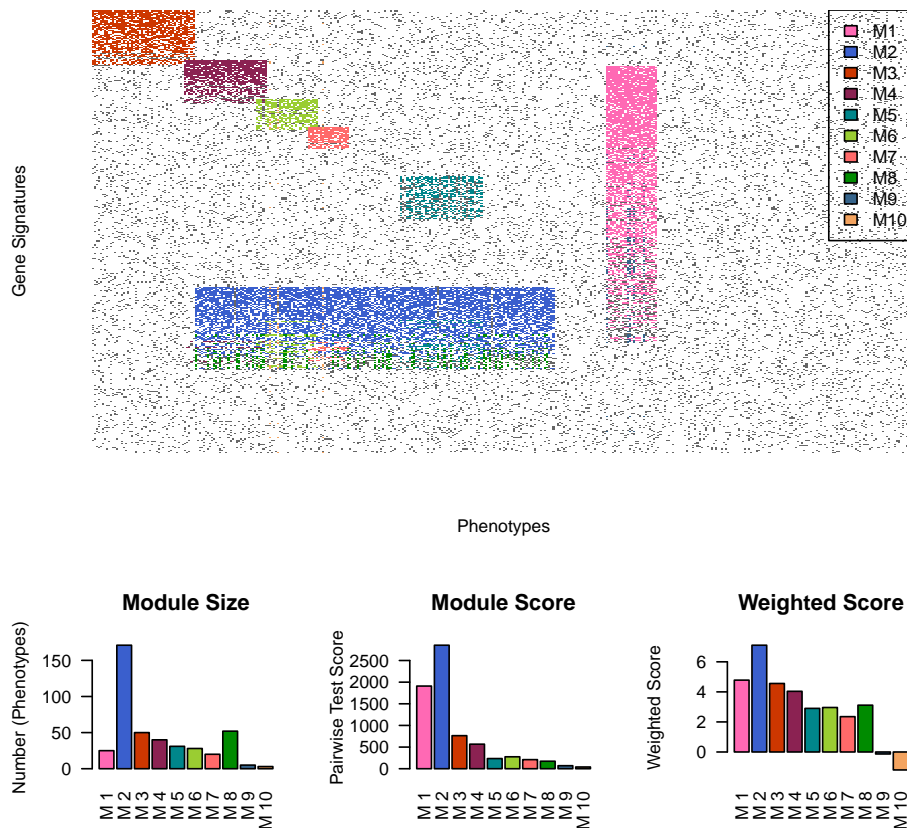 Gene Signatures
M1
M2
M3
M4
M5
M6
M7
M8
M9
M10
Phenotypes
Module Size
Number (Phenotypes)
150
100
50
0
M 1
M 2
M 3
M 4
M 5
M 6
M 7
M 8
M 9
M 10
Module Score
Pairwise Test Score
2500
2000
1500
1000
500
0
M 1
M 2
M 3
M 4
M 5
M 6
M 7
M 8
M 9
M 10
Weighted Score
Weighted Score
6
4
2
0
M 1
M 2
M 3
M 4
M 5
M 6
M 7
M 8
M 9
M 10